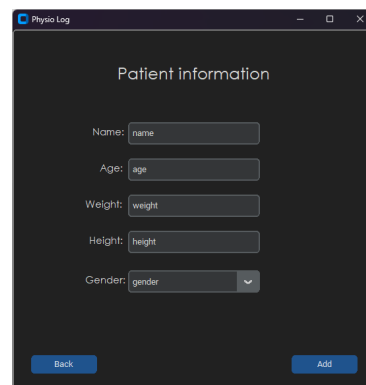 Physio Log
Patient information
Name: name
Age: age
Weight: weight
Height: height
Gender: gender
Back Add